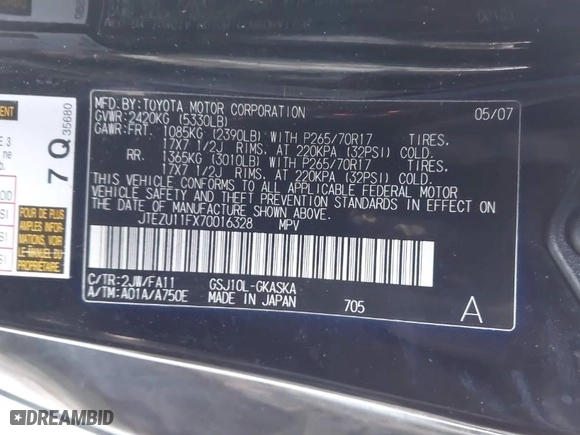 MFD.BY:TOYOTA MOTOR CORPORATION 05/07
GVWR:2420KG (5330LB)
GAWR:FRT. 1085KG (2390LB) WITH P265/70R17 TIRES.
17X7 1/2J RIMS. AT 220KPA (32PSI) COLD.
RR. 1365KG (3010LB) WITH P265/70R17 TIRES.
17X7 1/2J RIMS. AT 220KPA (32PSI) COLD.
THIS VEHICLE CONFORMS TO ALL APPLICABLE FEDERAL MOTOR
VEHICLE SAFETY AND THEFT PREVENTION STANDARDS IN EFFECT ON
THE DATE OF MANUFACTURE SHOWN ABOVE.
JTEZU11FX70016328 MPV
C/TR:2JW/FA11 GSJ10L-GKASKA
A/TM:A01A/A750E MADE IN JAPAN 705 A
7 Q 35680
POUR DE PLUS
AMPLES
INFORMATIONS,
VOIR LE
MANUEL DU
PROPRIÉTAIRE
DREAMBID